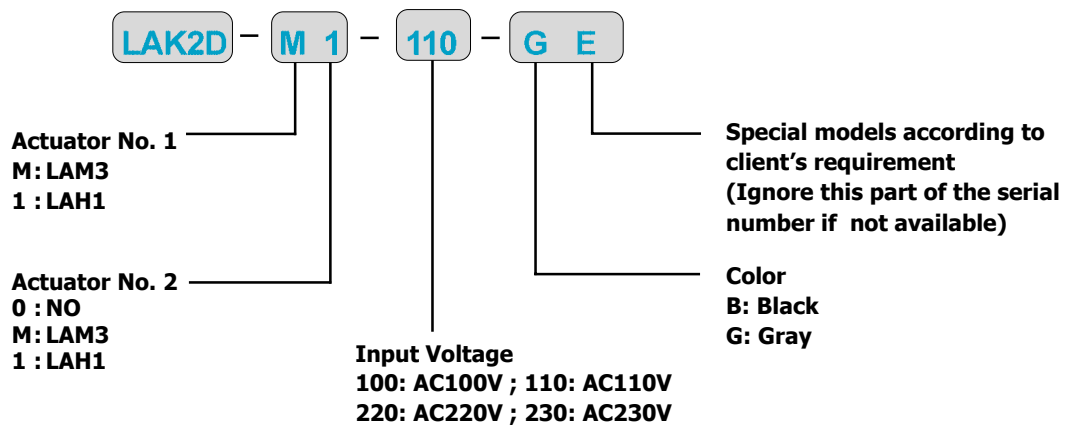 LAK2D - M 1 - 110 - G E
Actuator No. 1
M: LAM3
1 : LAH1
Actuator No. 2
0 : NO
M: LAM3
1 : LAH1
Input Voltage
100: AC100V ; 110: AC110V
220: AC220V ; 230: AC230V
Special models according to
client’s requirement
(Ignore this part of the serial
number if not available)
Color
B: Black
G: Gray